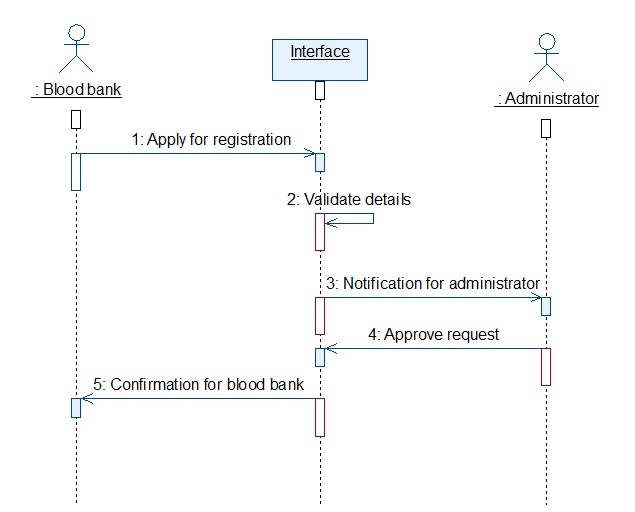 Interface
: Blood bank
: Administrator
1: Apply for registration
2: Validate details
3: Notification for administrator
4: Approve request
5: Confirmation for blood bank